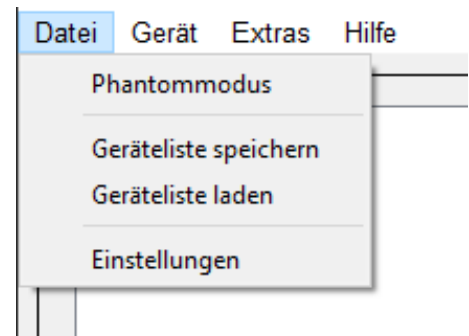 Datei Gerät Extras Hilfe
Phantommodus
Geräteliste speichern
Geräteliste laden
Einstellungen